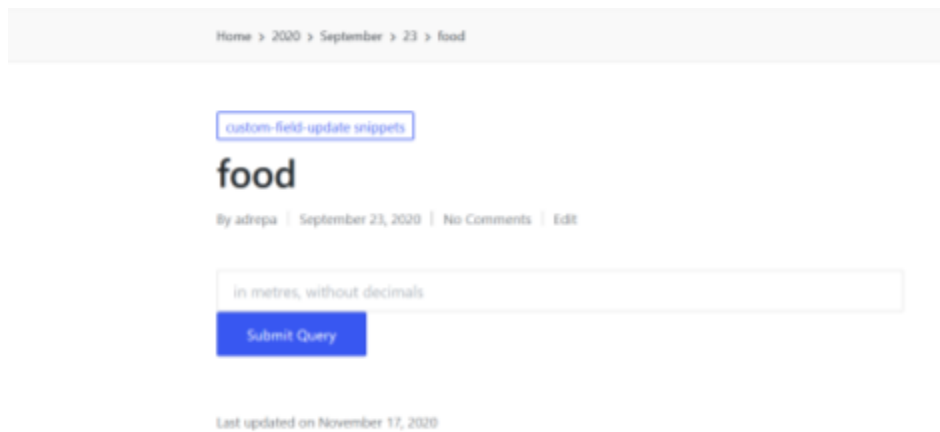 Home > 2020 > September > 23 > food
custom-field-update snippets
food
By adrepa | September 23, 2020 | No Comments | Edit
in metres, without decimals
Submit Query
Last updated on November 17, 2020